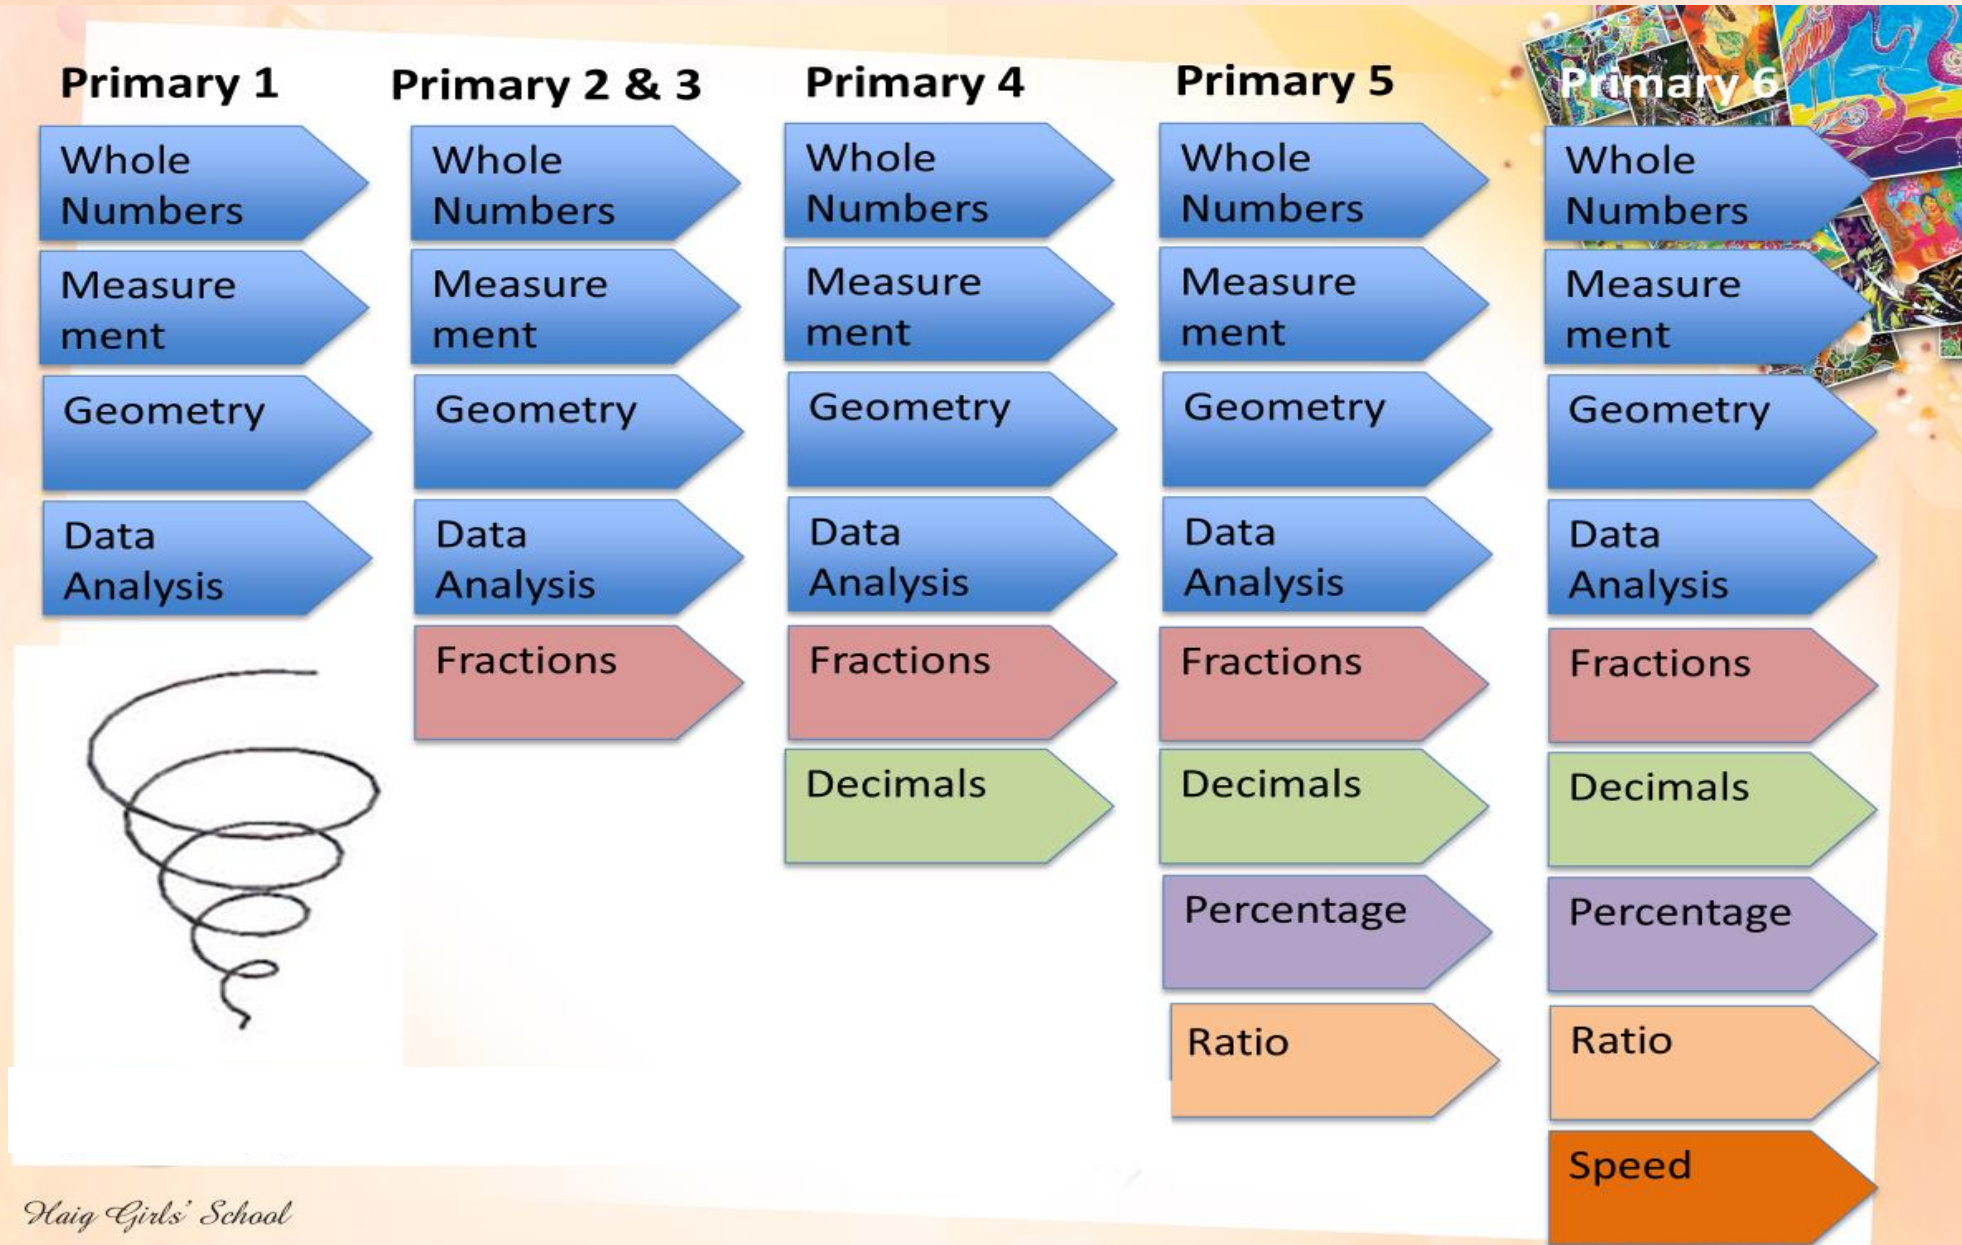 Primary 1
Whole
Numbers
Measure
ment
Geometry
Data
Analysis
Primary 2 & 3
Whole
Numbers
Measure
ment
Geometry
Data
Analysis
Fractions
Primary 4
Whole
Numbers
Measure
ment
Geometry
Data
Analysis
Fractions
Decimals
Primary 5
Whole
Numbers
Measure
ment
Geometry
Data
Analysis
Fractions
Decimals
Percentage
Ratio
Primary 6
Whole
Numbers
Measure
ment
Geometry
Data
Analysis
Fractions
Decimals
Percentage
Ratio
Speed
Haig Girls' School